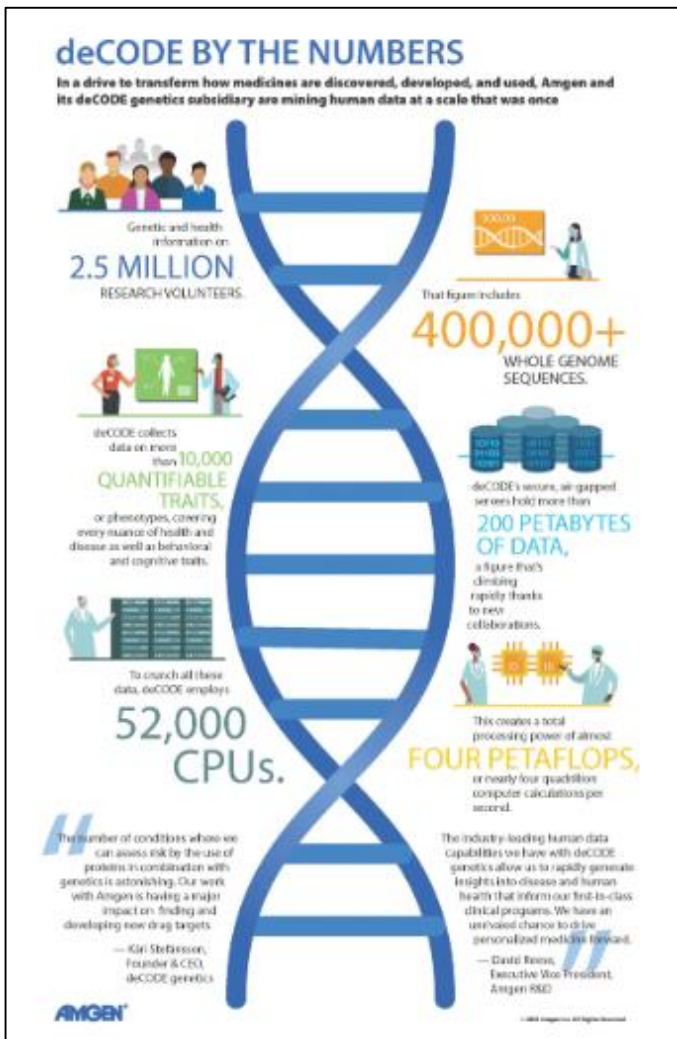 deCODE BY THE NUMBERS
In a drive to transform how medicines are discovered, developed, and used, Amgen and
its deCODE genetics subsidiary are mining human data at a scale that was once
Genetic and health
information on
2.5 MILLION
RESEARCH VOLUNTEERS.
That figure includes
400,000+
WHOLE GENOME
SEQUENCES.
deCODE collects
data on more
than 10,000
QUANTIFIABLE
TRAITS,
or phenotypes, covering
every nuance of health and
disease as well as behavioral
and cognitive traits.
deCODE's secure, air-gapped
servers hold more than
200 PETABYTES
OF DATA,
a figure that's
climbing
rapidly thanks
to new
collaborations.
To crunch all these
data, deCODE employs
52,000
CPUs.
This creates a total
processing power of almost
FOUR PETAFLOPS,
or nearly four quadrillion
computer calculations per
second.
The number of conditions where we
can assess risk by the use of
proteins in combination with
genetics is astonishing. Our work
with Amgen is having a major
impact on finding and
developing new drug targets.
— Kári Stefánsson,
Founder & CEO,
deCODE genetics
The industry-leading human data
capabilities we have with deCODE
genetics allow us to rapidly generate
insights into disease and human
health that inform our first-in-class
clinical programs. We have an
unrivaled chance to drive
personalized medicine forward.
— David Reese,
Executive Vice President,
Amgen R&D
AMGEN®
Amgen Inc. All Rights Reserved